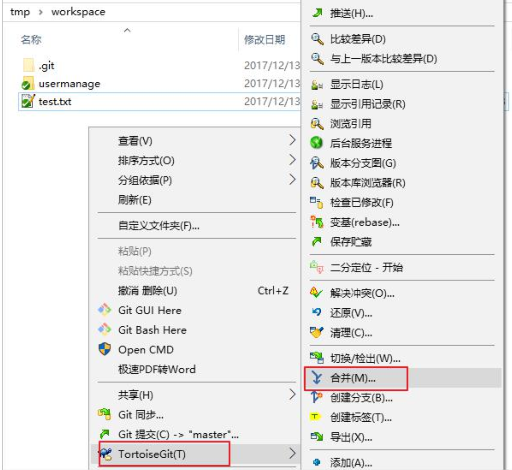 tmp › workspace
名称
修改日期
.git
2017/12/13
usermanage
2017/12/13
test.txt
2017/12/13
查看(V)
排序方式(O)
分组依据(P)
刷新(E)
自定义文件夹(F)...
粘贴(P)
粘贴快捷方式(S)
撤消 删除(U)
Ctrl+Z
Git GUI Here
Git Bash Here
Open CMD
极速PDF转Word
共享(H)
Git 同步...
Git 提交(C) -> "master"...
TortoiseGit(T)
推送(H)...
比较差异(D)
与上一版本比较差异(D)
显示日志(L)
显示引用记录(R)
浏览引用
后台服务进程
版本分支图(G)
版本库浏览器(R)
检查已修改(F)
变基(rebase)...
保存贮藏
二分定位 - 开始
解决冲突(O)...
还原(V)...
清理(C)...
切换/检出(W)...
合并(M)...
创建分支(B)...
创建标签(T)...
导出(X)...
添加(A)...